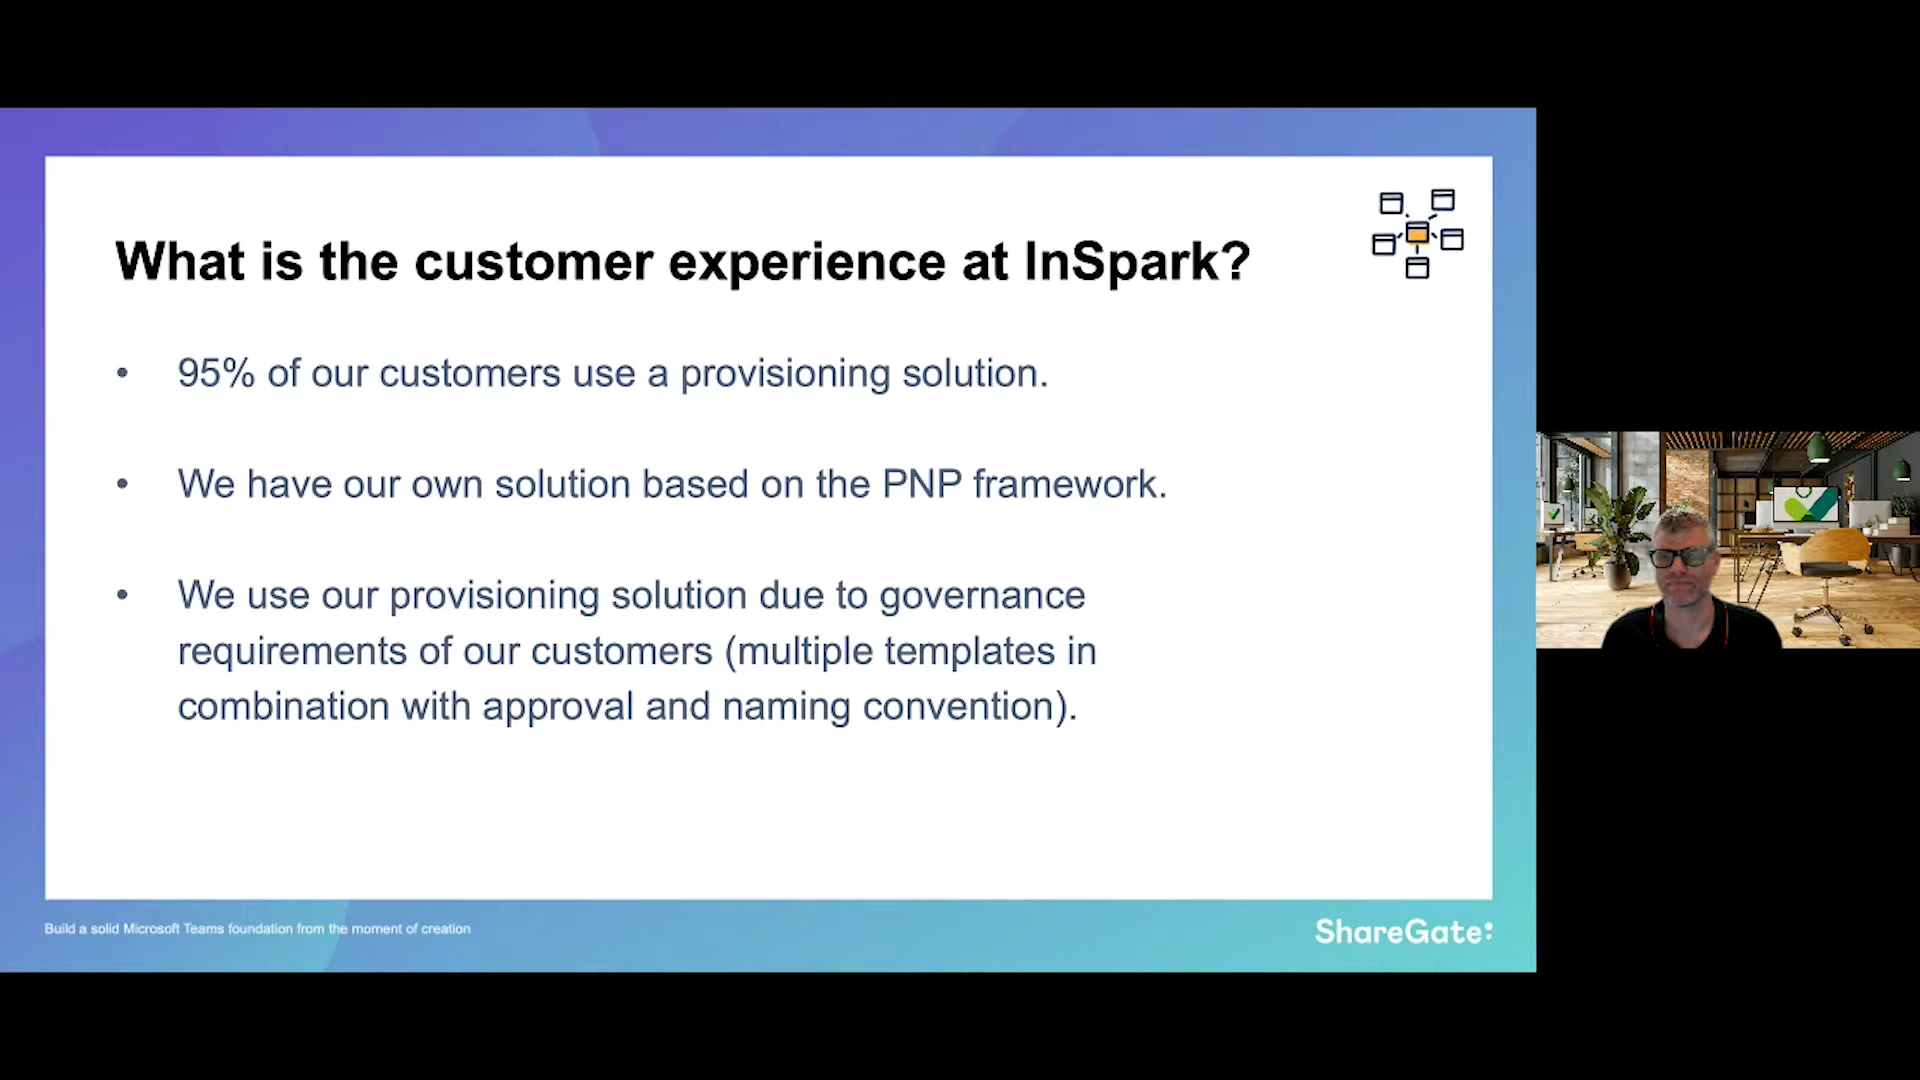 What is the customer experience at InSpark?
• 95% of our customers use a provisioning solution.
• We have our own solution based on the PNP framework.
• We use our provisioning solution due to governance
requirements of our customers (multiple templates in
combination with approval and naming convention).
Build a solid Microsoft Teams foundation from the moment of creation
ShareGate: